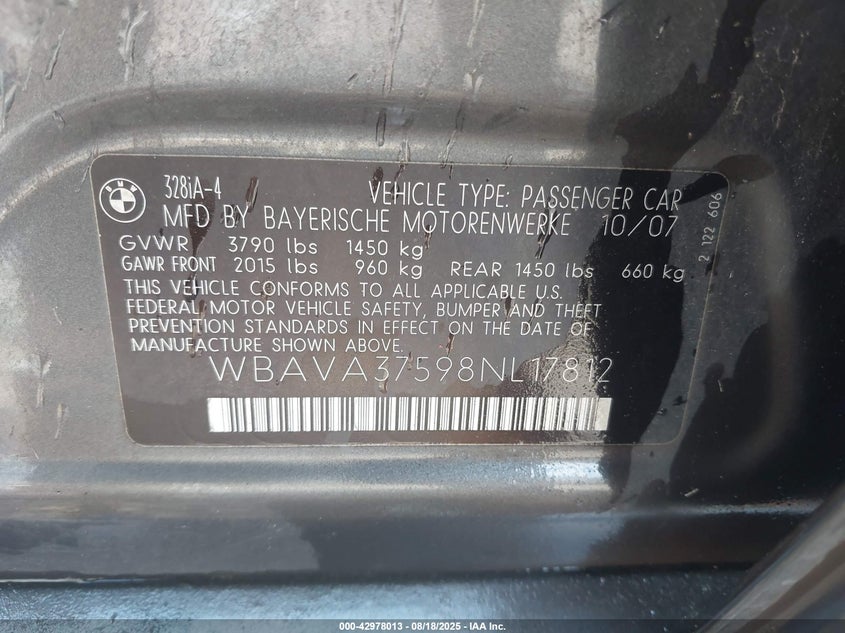 BMW
328iA-4 VEHICLE TYPE: PASSENGER CAR
MFD BY BAYERISCHE MOTORENWERKE 10/07
GVWR 3790 lbs 1450 kg
GAWR FRONT 2015 lbs 960 kg REAR 1450 lbs 660 kg
THIS VEHICLE CONFORMS TO ALL APPLICABLE U.S.
FEDERAL MOTOR VEHICLE SAFETY, BUMPER AND THEFT
PREVENTION STANDARDS IN EFFECT ON THE DATE OF
MANUFACTURE SHOWN ABOVE.
WBAVA37598NL17812
2 122 606
000-42978013 - 08/18/2025 - IAA Inc.